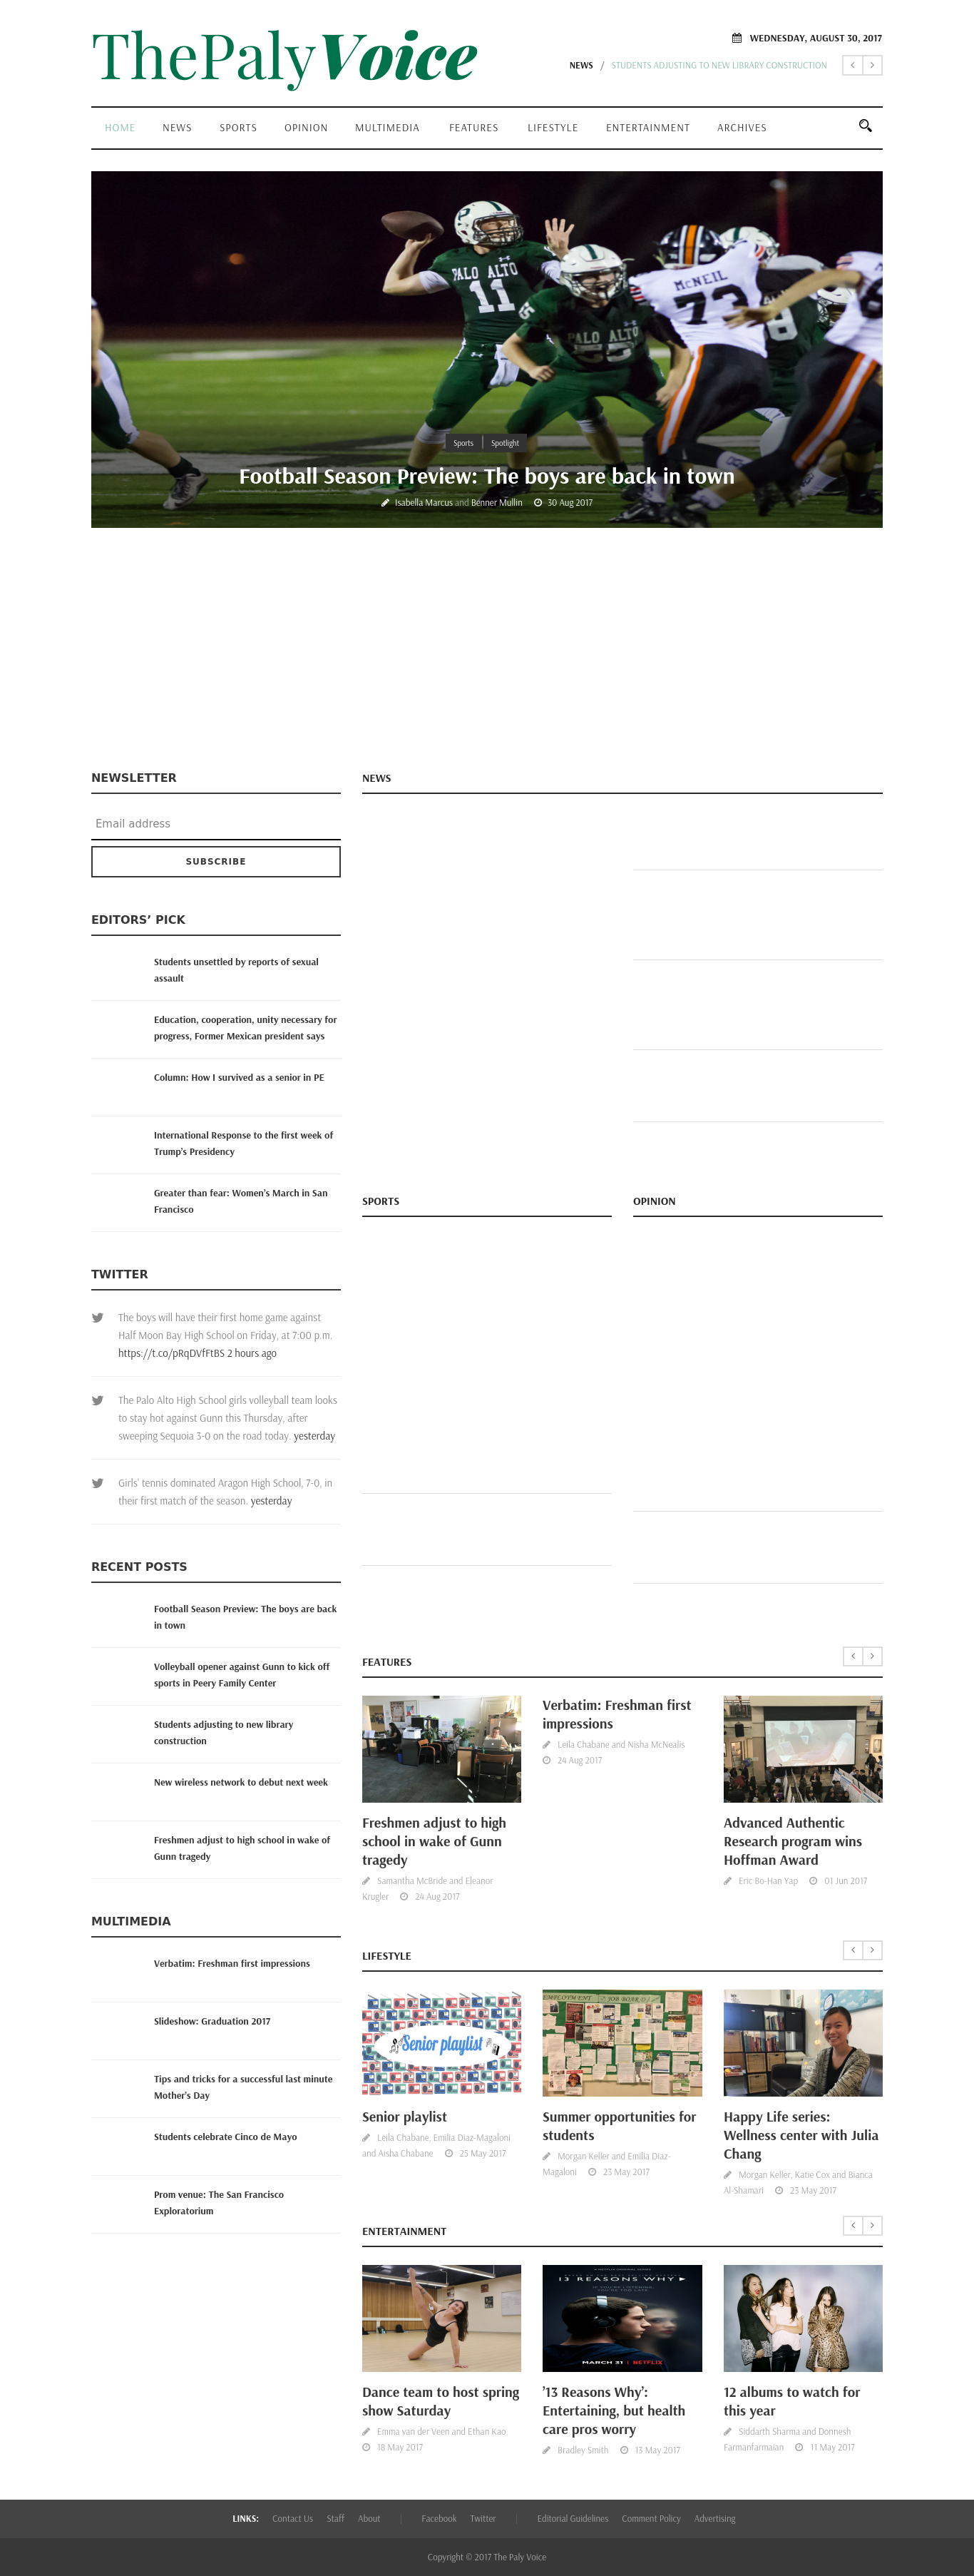 ThePalyVoice
WEDNESDAY, AUGUST 30, 2017
NEWS / STUDENTS ADJUSTING TO NEW LIBRARY CONSTRUCTION
HOME NEWS SPORTS OPINION MULTIMEDIA FEATURES LIFESTYLE ENTERTAINMENT ARCHIVES
PALO ALTO
11
PALO ALTO
MCNEIL
72
75
Sports Spotlight
Football Season Preview: The boys are back in town
Isabella Marcus and Benner Mullin 30 Aug 2017
NEWSLETTER
Email address
SUBSCRIBE
EDITORS’ PICK
Students unsettled by reports of sexual
assault
Education, cooperation, unity necessary for
progress, Former Mexican president says
Column: How I survived as a senior in PE
International Response to the first week of
Trump's Presidency
Greater than fear: Women's March in San
Francisco
TWITTER
The boys will have their first home game against
Half Moon Bay High School on Friday, at 7:00 p.m.
https://t.co/pRqDVfFtBS 2 hours ago
The Palo Alto High School girls volleyball team looks
to stay hot against Gunn this Thursday, after
sweeping Sequoia 3-0 on the road today. yesterday
Girls' tennis dominated Aragon High School, 7-0, in
their first match of the season. yesterday
RECENT POSTS
Football Season Preview: The boys are back
in town
Volleyball opener against Gunn to kick off
sports in Peery Family Center
Students adjusting to new library
construction
New wireless network to debut next week
Freshmen adjust to high school in wake of
Gunn tragedy
MULTIMEDIA
Verbatim: Freshman first impressions
Slideshow: Graduation 2017
Tips and tricks for a successful last minute
Mother's Day
Students celebrate Cinco de Mayo
Prom venue: The San Francisco
Exploratorium
NEWS
SPORTS
OPINION
FEATURES
Freshmen adjust to high
school in wake of Gunn
tragedy
Samantha McBride and Eleanor
Krugler 24 Aug 2017
Verbatim: Freshman first
impressions
Leila Chabane and Nisha McNealis
24 Aug 2017
Advanced Authentic
Research program wins
Hoffman Award
Eric Bo-Han Yap 01 Jun 2017
LIFESTYLE
Senior playlist
Senior playlist
Leila Chabane, Emilia Diaz-Magaloni
and Aisha Chabane 25 May 2017
EMPLOYMENT JOB BOARD
Summer opportunities for
students
Morgan Keller and Emilia Diaz-
Magaloni 23 May 2017
Happy Life series:
Wellness center with Julia
Chang
Morgan Keller, Katie Cox and Bianca
Al-Shamari 23 May 2017
ENTERTAINMENT
Dance team to host spring
show Saturday
Emma van der Veen and Ethan Kao
18 May 2017
13 REASONS WHY
MARCH 31 | NETFLIX
’13 Reasons Why’:
Entertaining, but health
care pros worry
Bradley Smith 13 May 2017
12 albums to watch for
this year
Siddarth Sharma and Donnesh
Farmanfarmaian 11 May 2017
LINKS: Contact Us Staff About | Facebook Twitter | Editorial Guidelines Comment Policy Advertising
Copyright © 2017 The Paly Voice